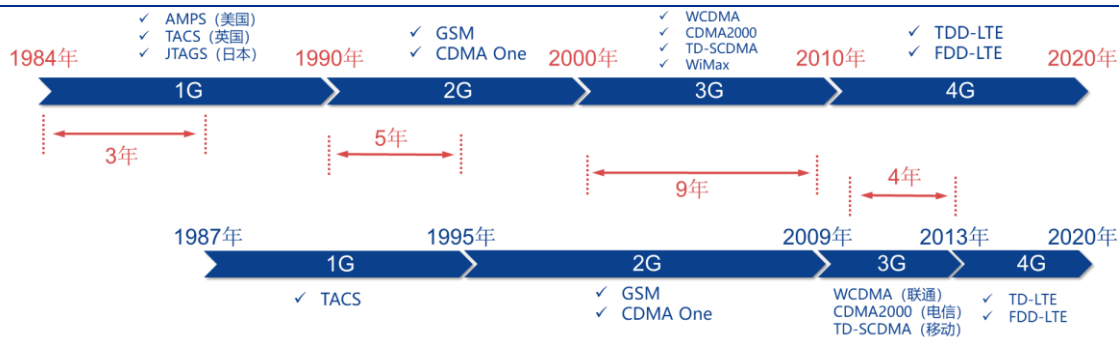 ✓ AMPS（美国）
✓ TACS（英国）
✓ JTAGS（日本）
✓ GSM
✓ CDMA One
✓ WCDMA
✓ CDMA2000
✓ TD-SCDMA
✓ WiMax
✓ TDD-LTE
✓ FDD-LTE
1984年 1990年 2000年 2010年 2020年
1G 2G 3G 4G
3年 5年 9年 4年
1987年 1995年 2009年 2013年 2020年
1G 2G 3G 4G
✓ TACS
✓ GSM
✓ CDMA One
WCDMA（联通）
CDMA2000（电信）
TD-SCDMA（移动）
✓ TD-LTE
✓ FDD-LTE